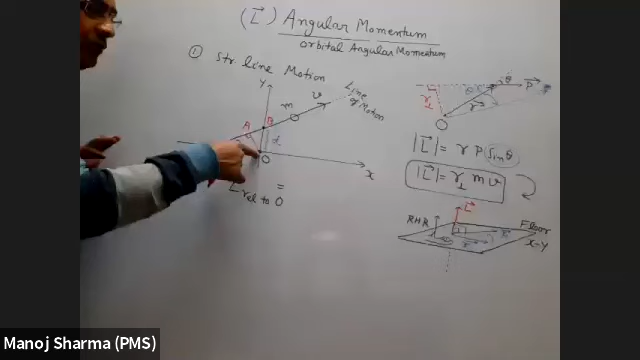 (L⃗) Angular Momentum
orbital Angular Momentum
① Str. line Motion
Y
Line of Motion
v
m
A
B
d
O
X
L rel to O =
θ
P⃗
r⊥
θ
r⃗
O
|L⃗| = r P (Sinθ)
|L⃗| = r⊥ m v
L⃗
RHR
Floor
X-Y
Manoj Sharma (PMS)